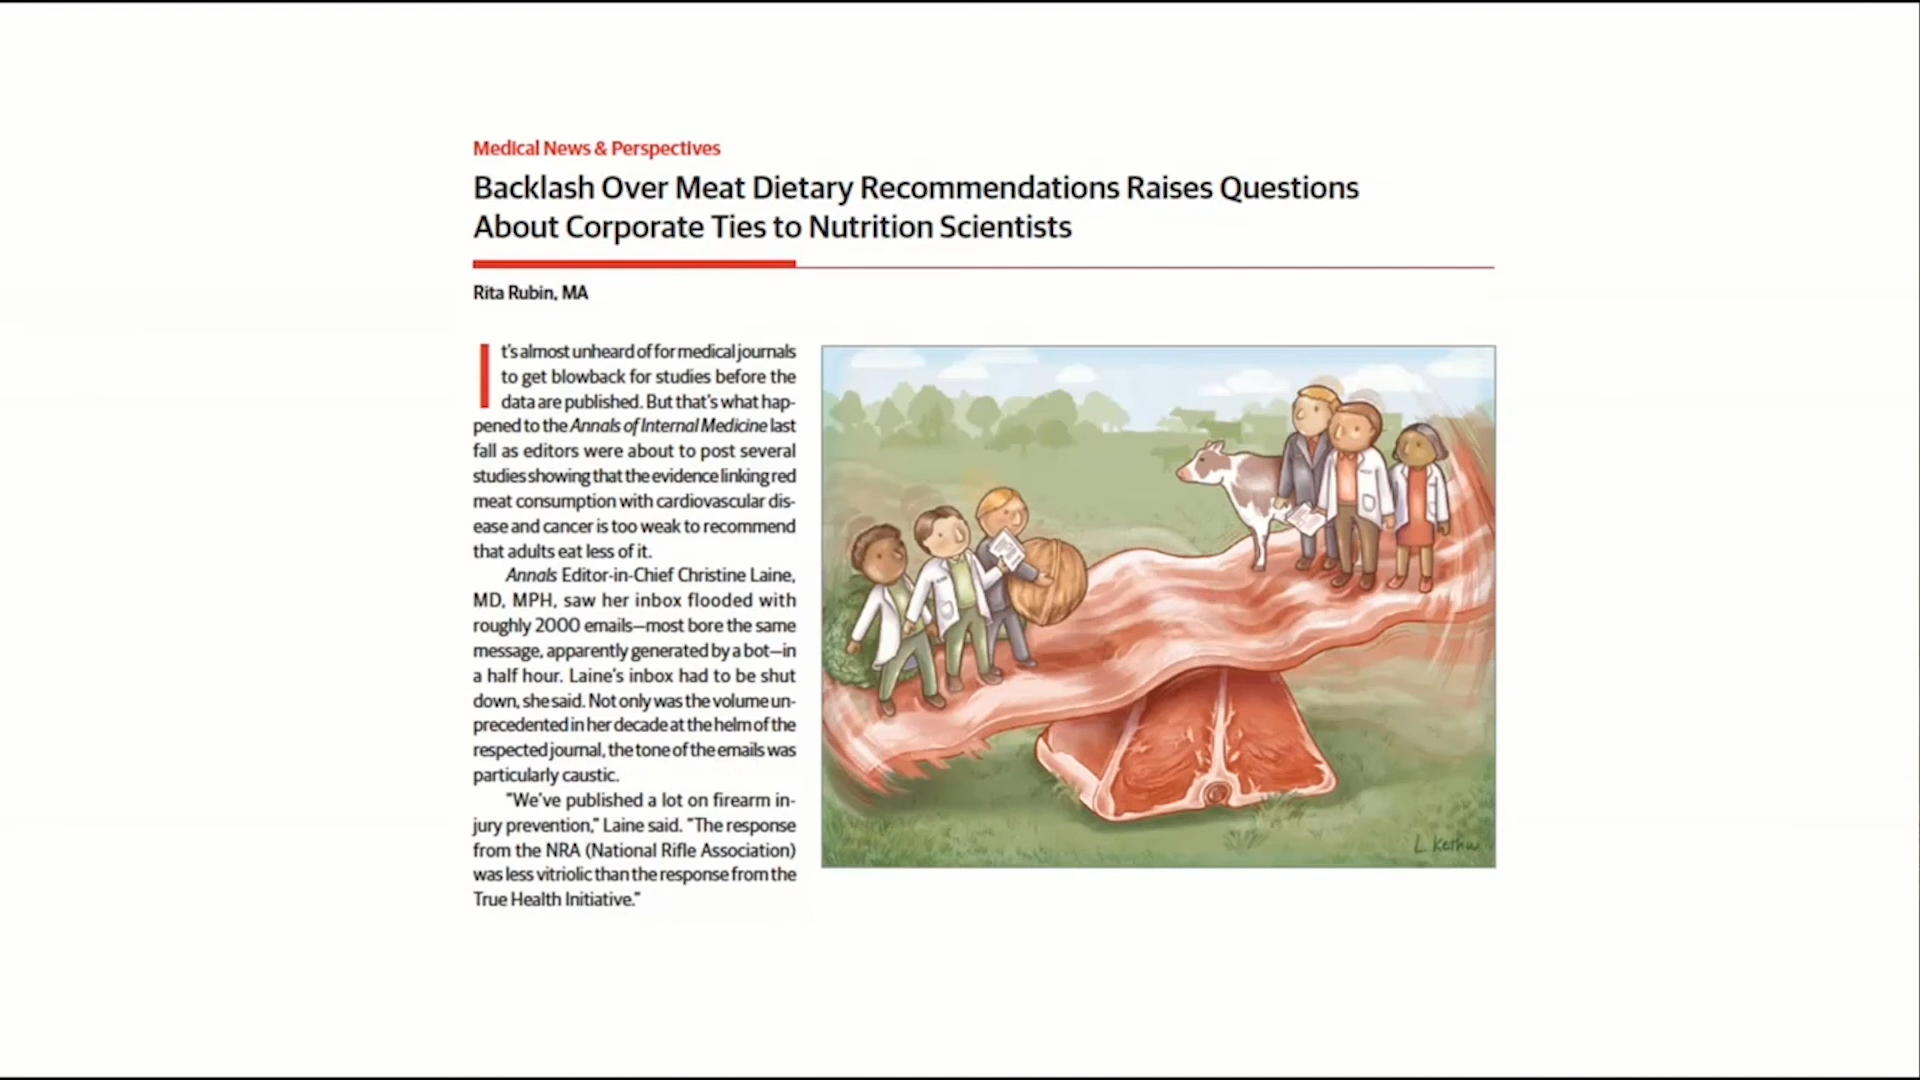 Medical News & Perspectives
Backlash Over Meat Dietary Recommendations Raises Questions
About Corporate Ties to Nutrition Scientists
Rita Rubin, MA
It's almost unheard of for medical journals
to get blowback for studies before the
data are published. But that's what hap-
pened to the Annals of Internal Medicine last
fall as editors were about to post several
studies showing that the evidence linking red
meat consumption with cardiovascular dis-
ease and cancer is too weak to recommend
that adults eat less of it.
Annals Editor-in-Chief Christine Laine,
MD, MPH, saw her inbox flooded with
roughly 2000 emails—most bore the same
message, apparently generated by a bot—in
a half hour. Laine's inbox had to be shut
down, she said. Not only was the volume un-
precedented in her decade at the helm of the
respected journal, the tone of the emails was
particularly caustic.
"We've published a lot on firearm in-
jury prevention," Laine said. "The response
from the NRA (National Rifle Association)
was less vitriolic than the response from the
True Health Initiative."